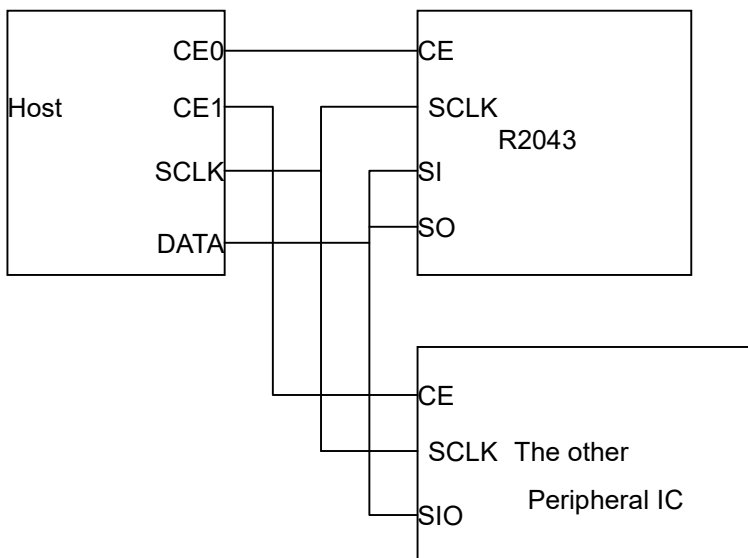 CE0
CE
Host
CE1
SCLK
R2043
SCLK
SI
SO
DATA
CE
SCLK The other
Peripheral IC
SIO